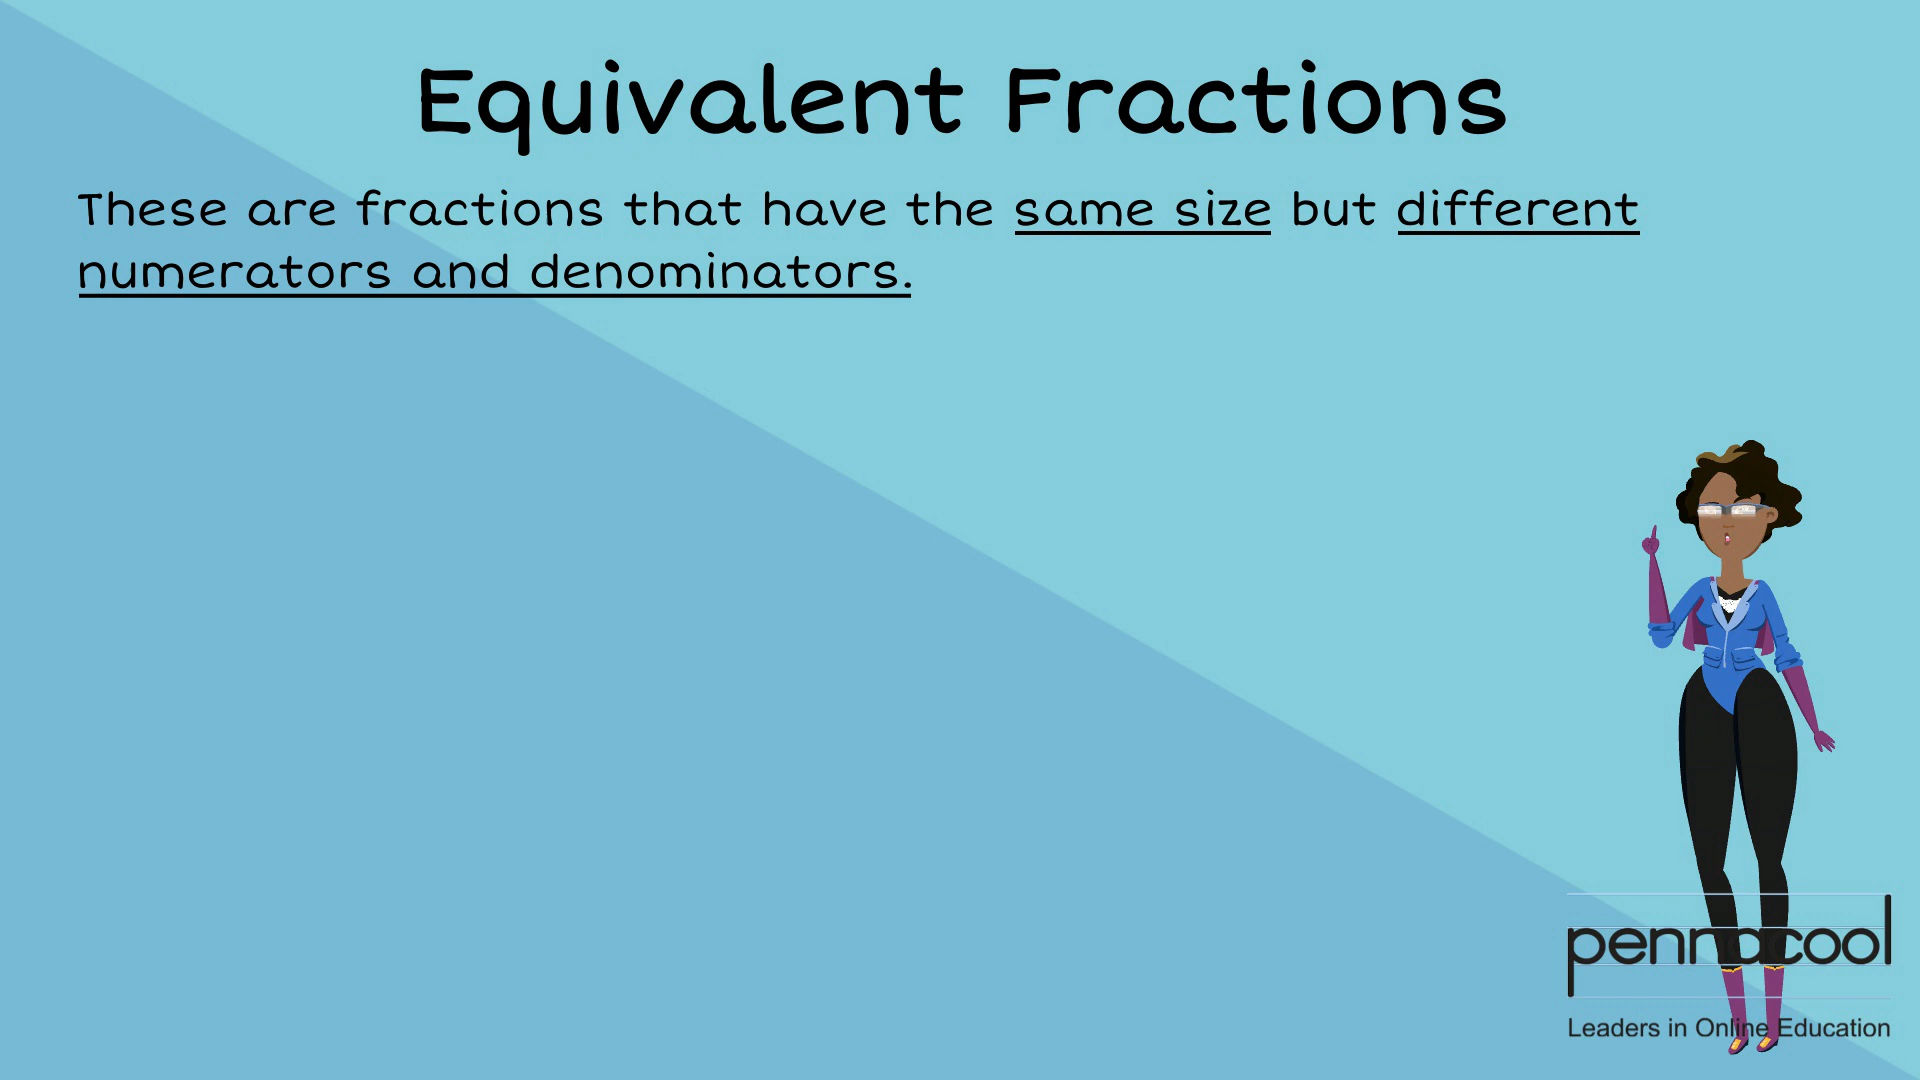 Equivalent Fractions
These are fractions that have the same size but different
numerators and denominators.
pennacool
Leaders in Online Education